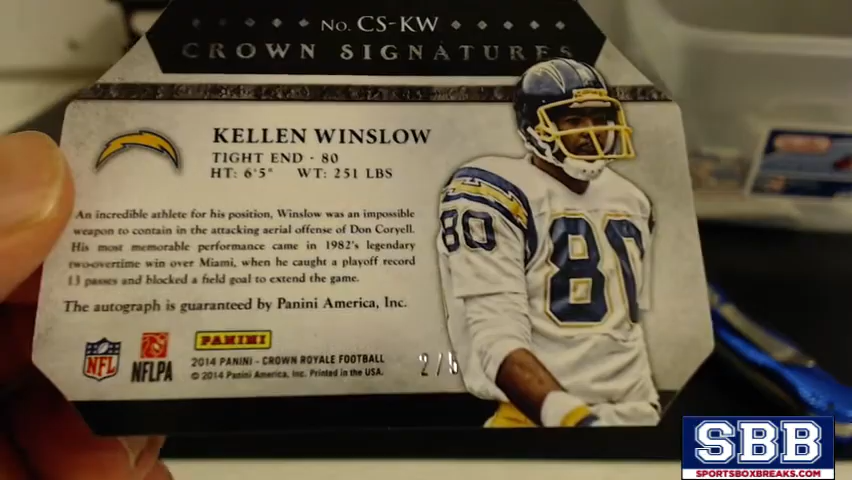 No. CS-KW
CROWN SIGNATURES
KELLEN WINSLOW
TIGHT END - 80
HT: 6'5" WT: 251 LBS
An incredible athlete for his position, Winslow was an impossible
weapon to contain in the attacking aerial offense of Don Coryell.
His most memorable performance came in 1982's legendary
two-overtime win over Miami, when he caught a playoff record
13 passes and blocked a field goal to extend the game.
The autograph is guaranteed by Panini America, Inc.
NFL
NFLPA
PANINI
2014 PANINI - CROWN ROYALE FOOTBALL
© 2014 Panini America, Inc. Printed in the USA.
2/5
80
80
SBB
SPORTSBOXBREAKS.COM